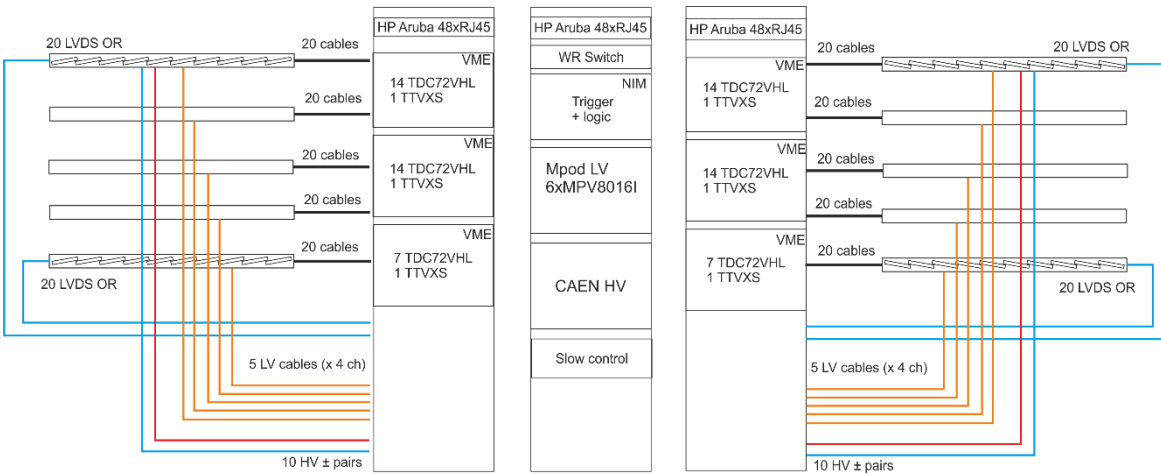 HP Aruba 48xRJ45
HP Aruba 48xRJ45
HP Aruba 48xRJ45
20 LVDS OR
20 cables
VME
14 TDC72VHL
1 TTVXS
20 cables
20 cables
VME
14 TDC72VHL
1 TTVXS
20 cables
20 cables
VME
7 TDC72VHL
1 TTVXS
20 LVDS OR
5 LV cables (x 4 ch)
10 HV ± pairs
WR Switch
NIM
Trigger
+ logic
Mpod LV
6xMPV8016I
CAEN HV
Slow control
VME
14 TDC72VHL
1 TTVXS
20 cables
20 LVDS OR
20 cables
VME
14 TDC72VHL
1 TTVXS
20 cables
20 cables
VME
7 TDC72VHL
1 TTVXS
20 cables
20 LVDS OR
5 LV cables (x 4 ch)
10 HV ± pairs